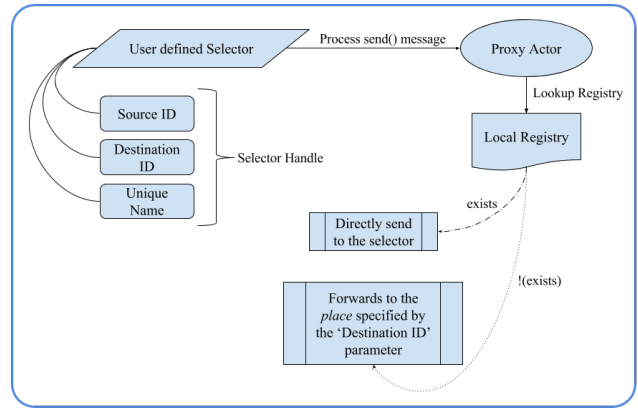 User defined Selector
Process send() message
Proxy Actor
Lookup Registry
Source ID
Local Registry
Destination
ID
Selector Handle
Unique
Name
exists
Directly send
to the selector
!(exists)
Forwards to the
place specified by
the ‘Destination ID’
parameter